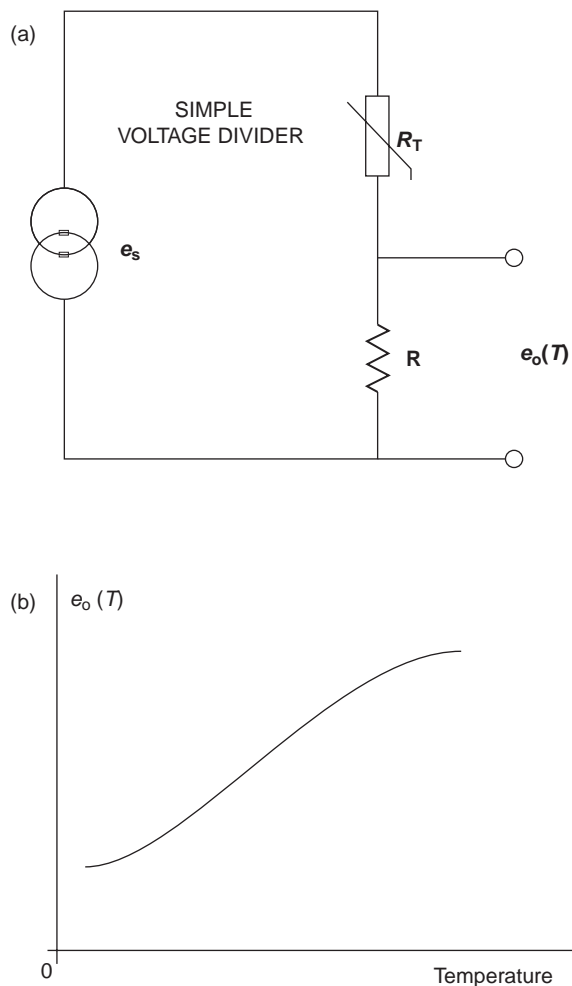 (a)
SIMPLE
VOLTAGE DIVIDER
R_T
e_s
R
e_o(T)
(b)
e_o (T)
0
Temperature